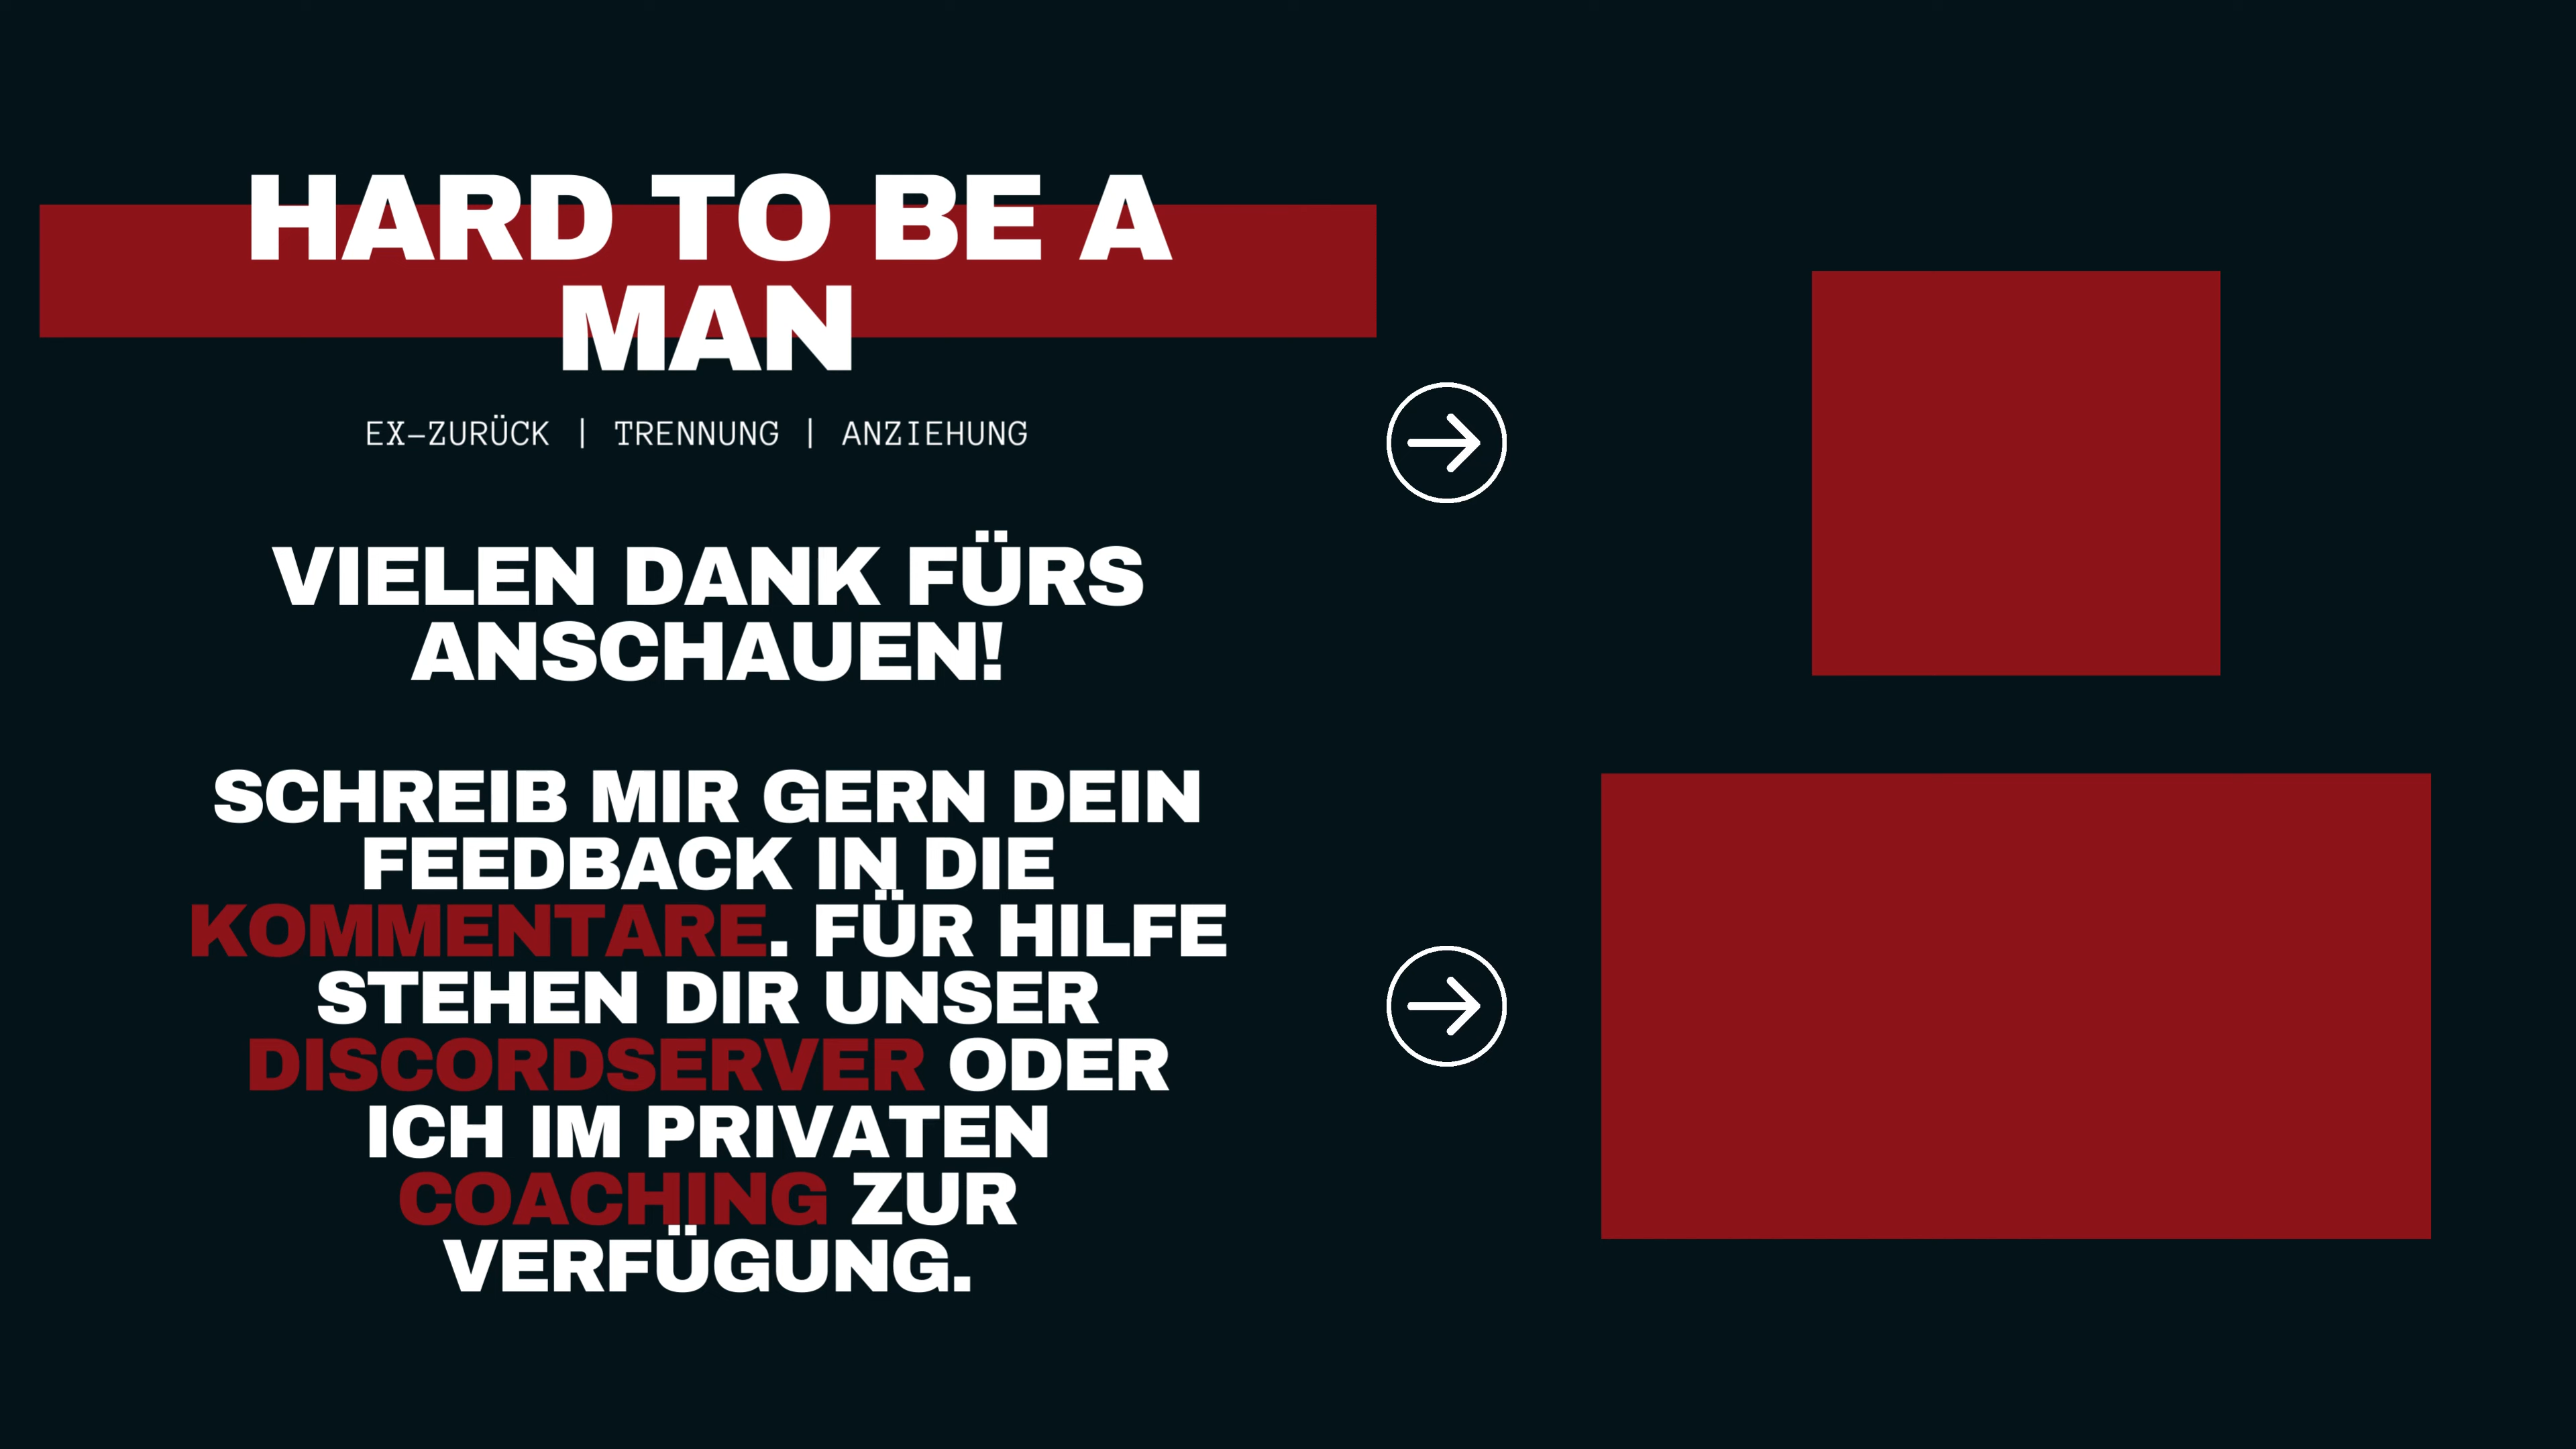 HARD TO BE A
MAN
EX–ZURÜCK | TRENNUNG | ANZIEHUNG
VIELEN DANK FÜRS
ANSCHAUEN!
SCHREIB MIR GERN DEIN
FEEDBACK IN DIE
KOMMENTARE. FÜR HILFE
STEHEN DIR UNSER
DISCORDSERVER ODER
ICH IM PRIVATEN
COACHING ZUR
VERFÜGUNG.